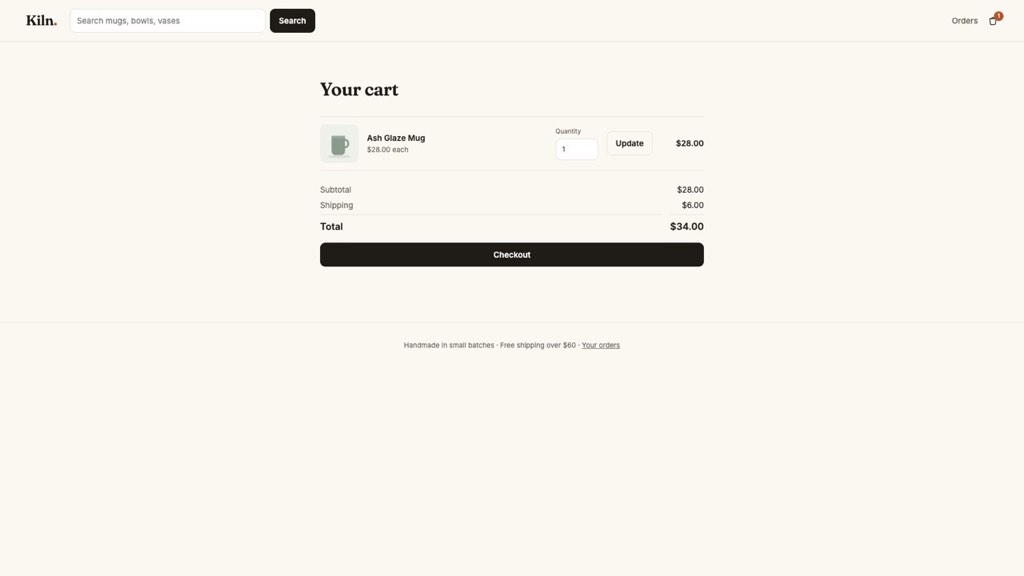 Kiln.
Search mugs, bowls, vases
Search
Orders
1
Your cart
Ash Glaze Mug
$28.00 each
Quantity
1
Update
$28.00
Subtotal $28.00
Shipping $6.00
Total $34.00
Checkout
Handmade in small batches · Free shipping over $60 · Your orders